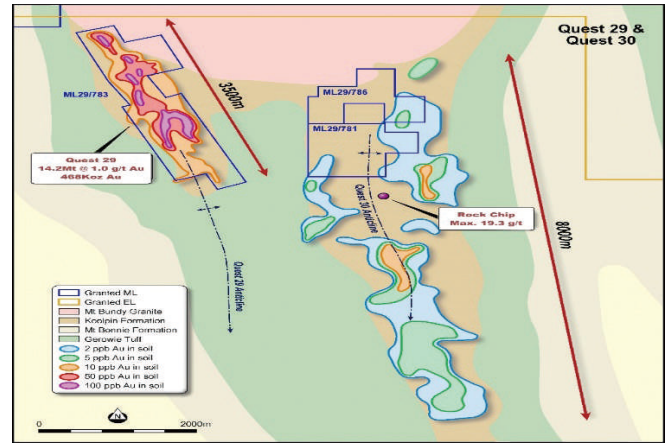 Quest 29 &
Quest 30
3500m
ML29/783
ML29/786
ML29/781
Quest 29
14.2Mt @ 1.0 g/t Au
468Koz Au
Quest 30 Anticline
Rock Chip
Max. 19.3 g/t
8000m
Quest 29 Anticline
Granted ML
Granted EL
Mt Bundy Granite
Koolpin Formation
Mt Bonnie Formation
Gerowie Tuff
2 ppb Au in soil
5 ppb Au in soil
10 ppb Au in soil
50 ppb Au in soil
100 ppb Au in soil
N
0
2000m